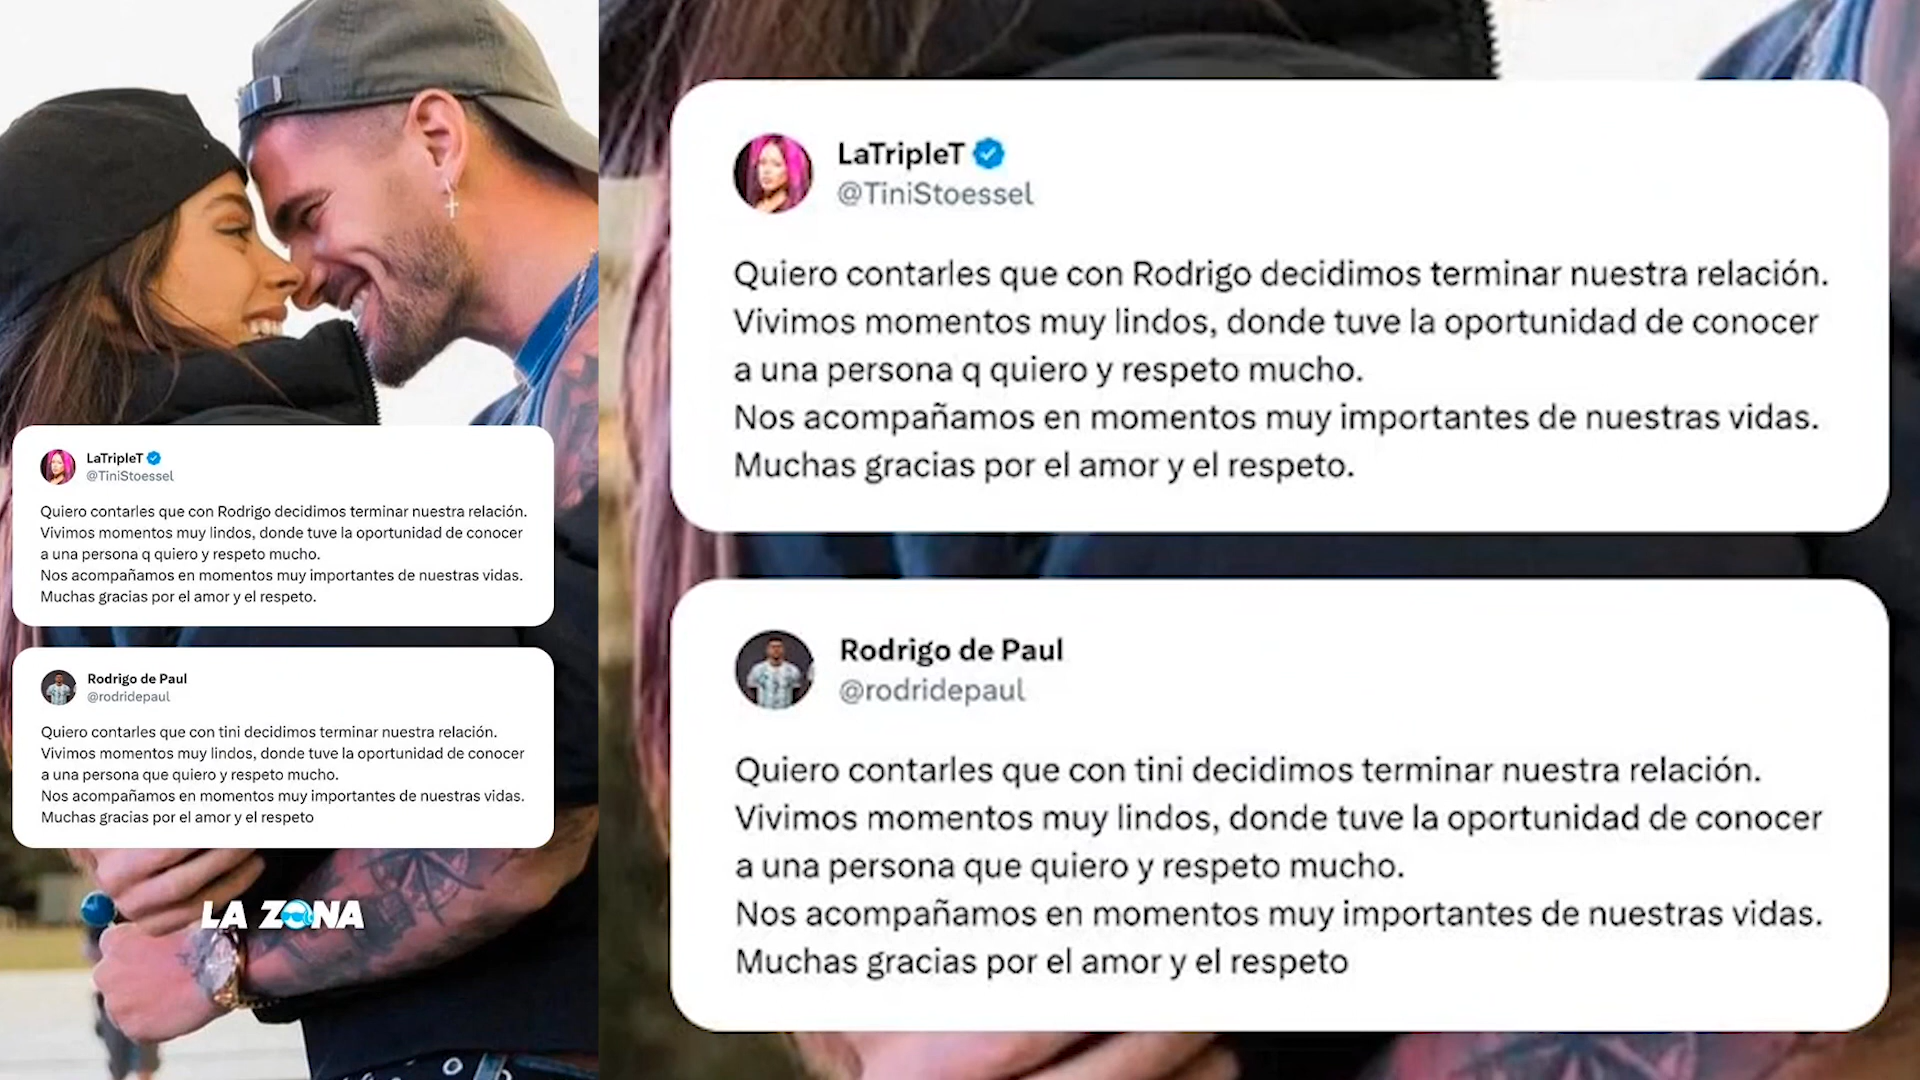 LaTripleT
@TiniStoessel
Quiero contarles que con Rodrigo decidimos terminar nuestra relación.
Vivimos momentos muy lindos, donde tuve la oportunidad de conocer
a una persona q quiero y respeto mucho.
Nos acompañamos en momentos muy importantes de nuestras vidas.
Muchas gracias por el amor y el respeto.
Rodrigo de Paul
@rodridepaul
Quiero contarles que con tini decidimos terminar nuestra relación.
Vivimos momentos muy lindos, donde tuve la oportunidad de conocer
a una persona que quiero y respeto mucho.
Nos acompañamos en momentos muy importantes de nuestras vidas.
Muchas gracias por el amor y el respeto
LA ZONA
LaTripleT
@TiniStoessel
Quiero contarles que con Rodrigo decidimos terminar nuestra relación.
Vivimos momentos muy lindos, donde tuve la oportunidad de conocer
a una persona q quiero y respeto mucho.
Nos acompañamos en momentos muy importantes de nuestras vidas.
Muchas gracias por el amor y el respeto.
Rodrigo de Paul
@rodridepaul
Quiero contarles que con tini decidimos terminar nuestra relación.
Vivimos momentos muy lindos, donde tuve la oportunidad de conocer
a una persona que quiero y respeto mucho.
Nos acompañamos en momentos muy importantes de nuestras vidas.
Muchas gracias por el amor y el respeto